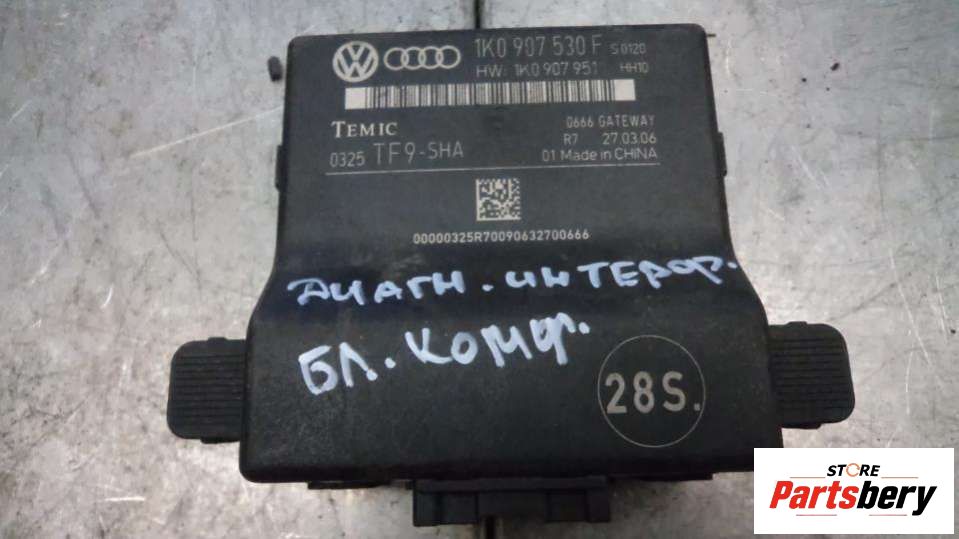 1K0 907 530 F S 0120
HW: 1K0 907 951 HH10
TEMIC
0666 GATEWAY
R7 27.03.06
0325 TF9-SHA
01 Made in CHINA
00000325R70090632700666
диагн. интерф.
бл. комф.
28S.
STORE
Partsbery